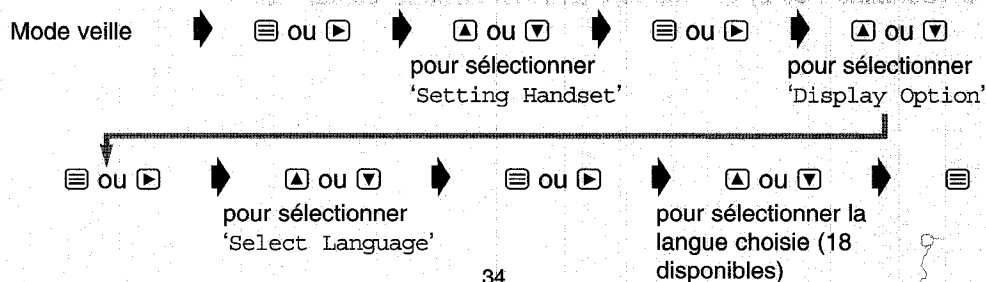 Mode veille ou ou ou ou
pour sélectionner pour sélectionner
'Setting Handset' 'Display Option'
ou ou ou ou
pour sélectionner pour sélectionner la
'Select Language' langue choisie (18
34 disponibles)